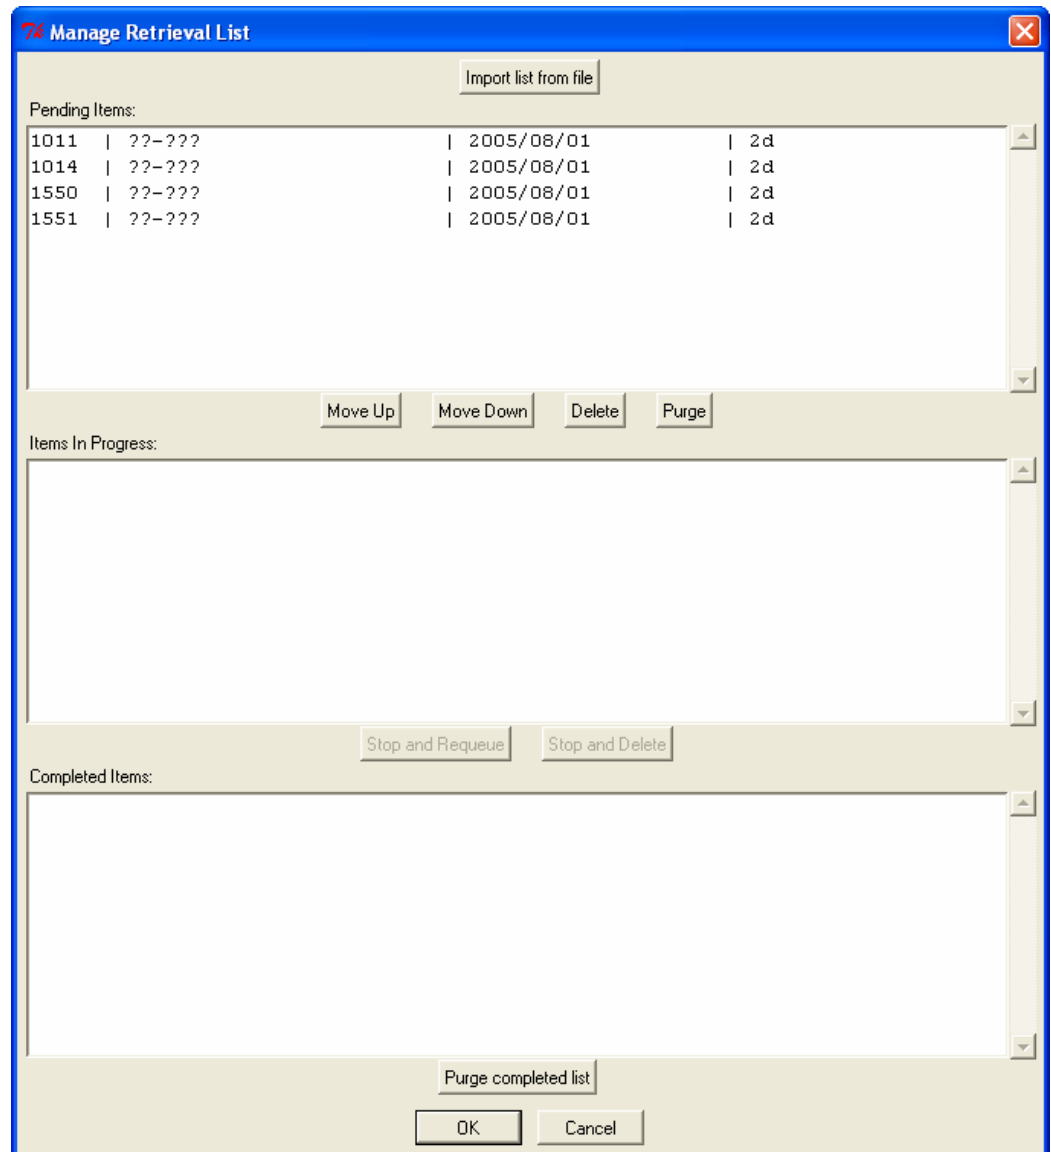 Manage Retrieval List
Import list from file
Pending Items:
1011 | ??-??? | 2005/08/01 | 2d
1014 | ??-??? | 2005/08/01 | 2d
1550 | ??-??? | 2005/08/01 | 2d
1551 | ??-??? | 2005/08/01 | 2d
Move Up Move Down Delete Purge
Items In Progress:
Stop and Requeue Stop and Delete
Completed Items:
Purge completed list
OK Cancel